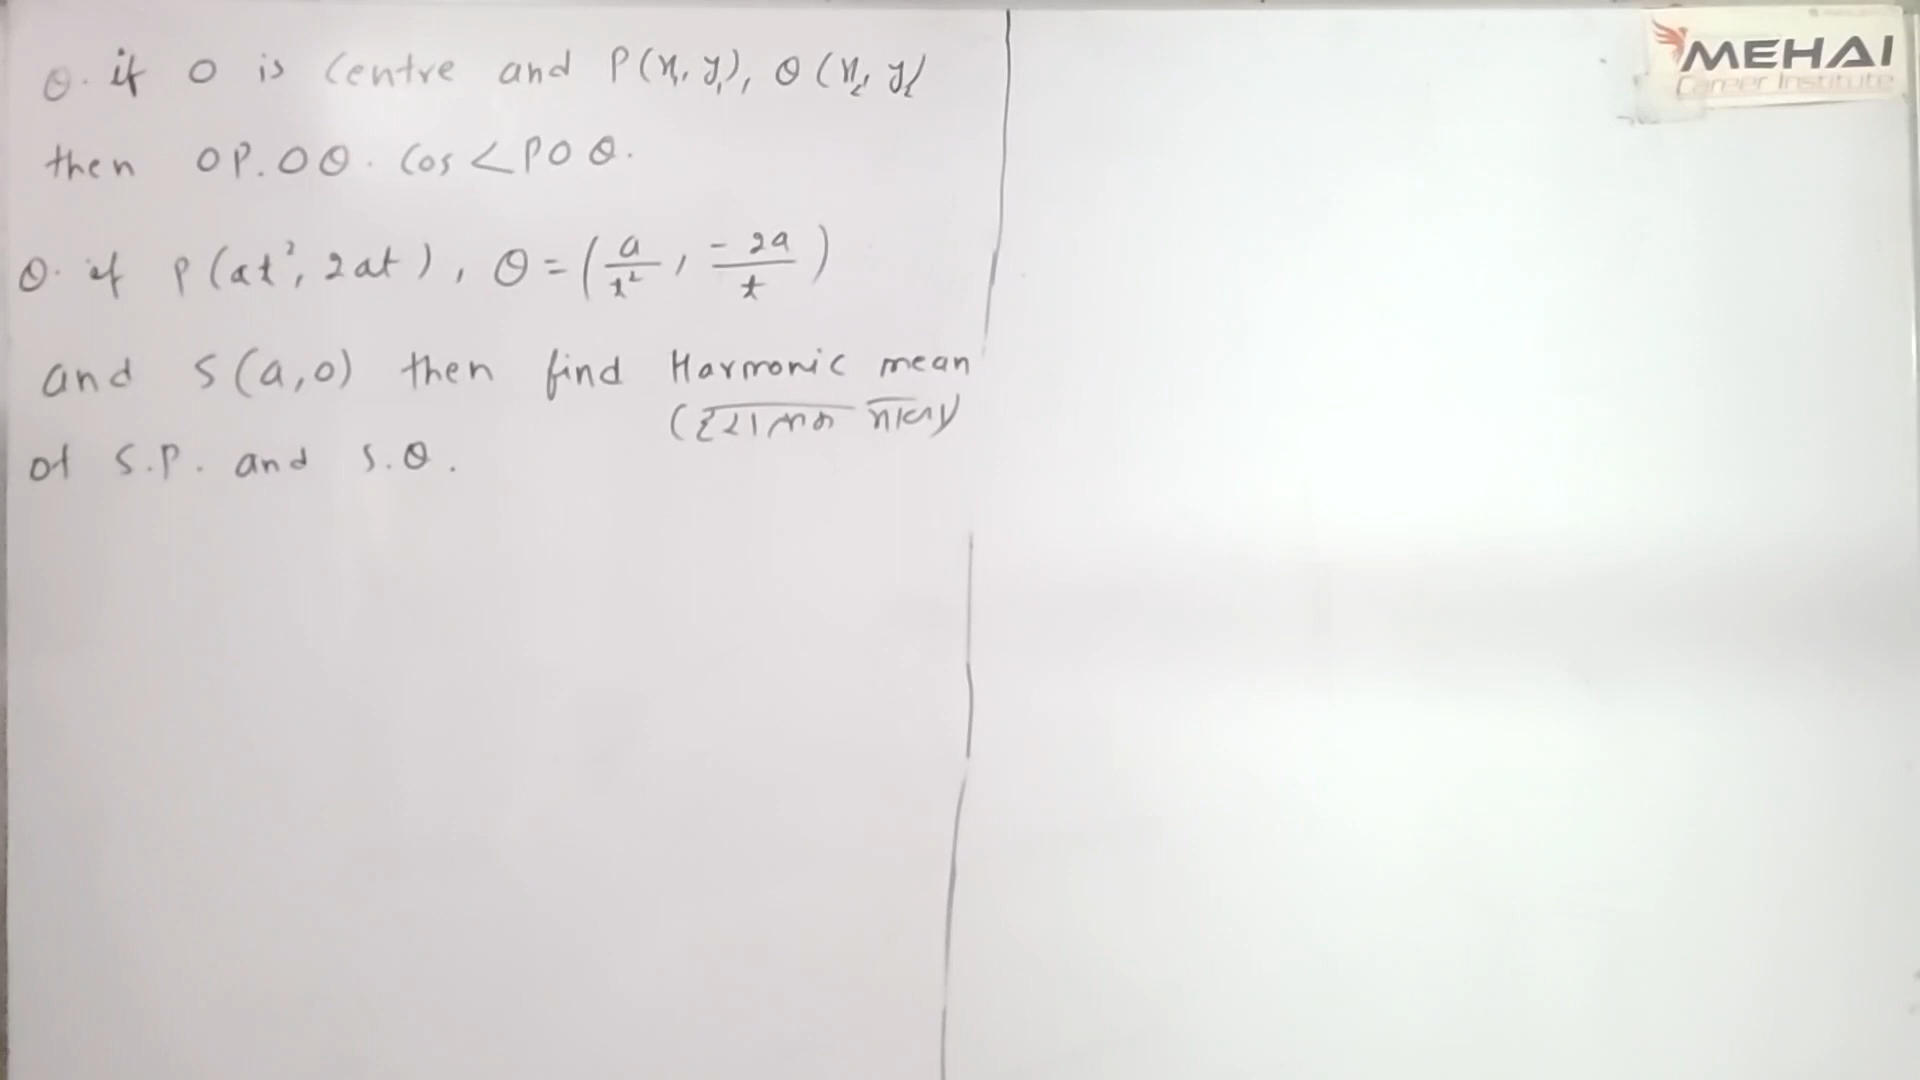 Q. if O is Centre and P(x₁, y₁), Q(x₂, y₂)
then OP.OQ. Cos<POQ.
Q. if P(at², 2at), Q=(a/t², -2a/t)
and S(a,0) then find Harmonic mean
(हरात्मक माध्य)
of S.P. and S.Q.
MEHAI
Career Institute